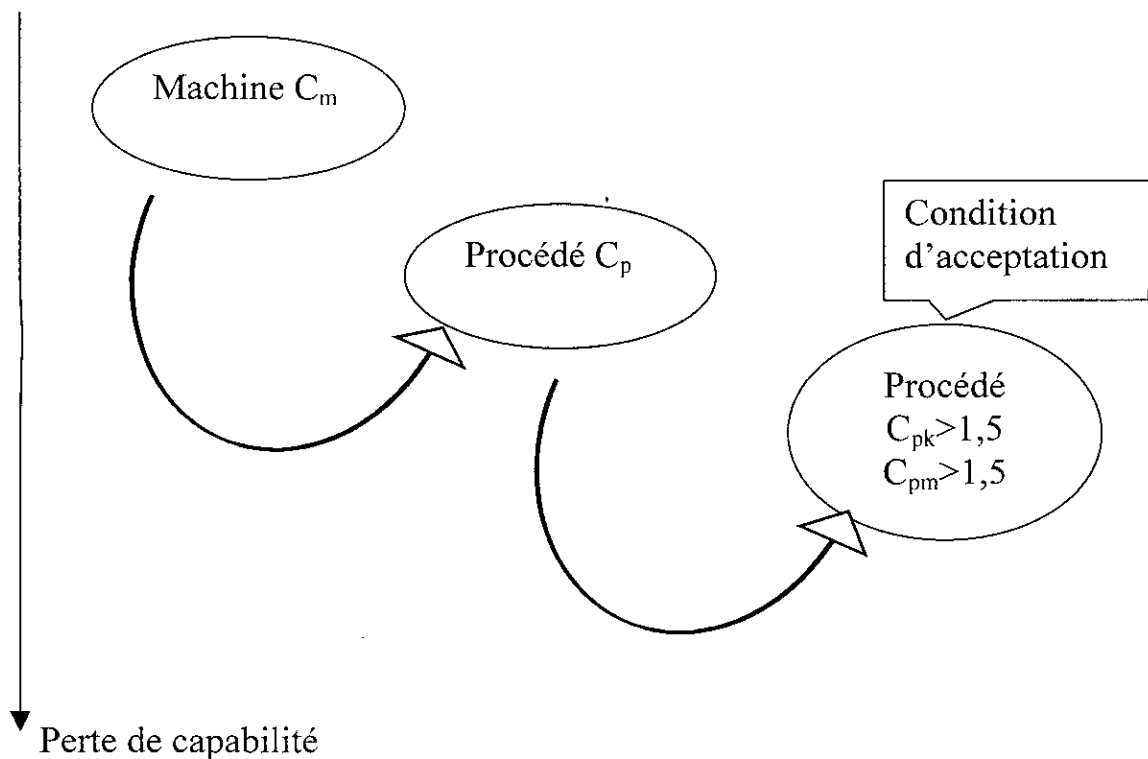 Machine Cm
Procédé Cp
Condition
d’acceptation
Procédé
Cpk>1,5
Cpm>1,5
Perte de capabilité